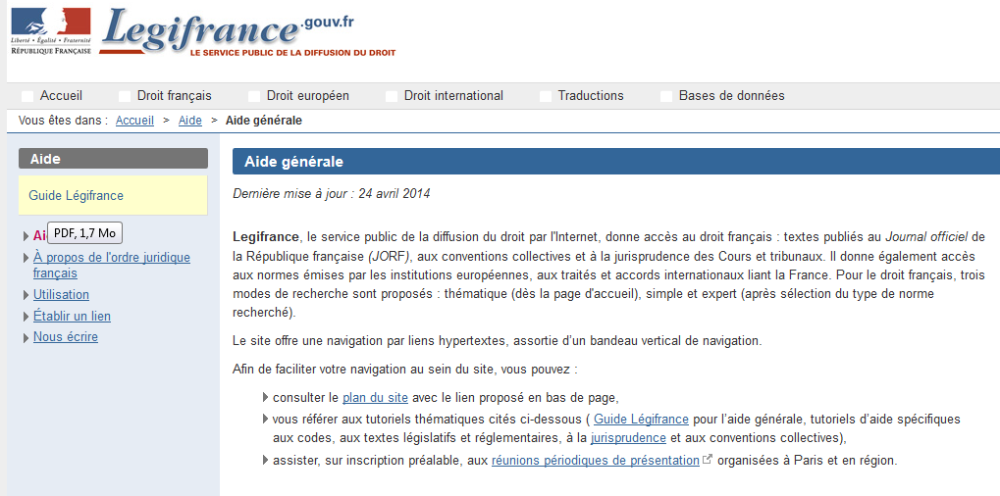 Legifrance.gouv.fr
Liberté • Égalité • Fraternité
RÉPUBLIQUE FRANÇAISE
LE SERVICE PUBLIC DE LA DIFFUSION DU DROIT
Accueil Droit français Droit européen Droit international Traductions Bases de données
Vous êtes dans : Accueil > Aide > Aide générale
Aide
Guide Légifrance
Ai
PDF, 1,7 Mo
À propos de l'ordre juridique
français
Utilisation
Établir un lien
Nous écrire
Aide générale
Dernière mise à jour : 24 avril 2014
Legifrance, le service public de la diffusion du droit par l'Internet, donne accès au droit français : textes publiés au Journal officiel de
la République française (JORF), aux conventions collectives et à la jurisprudence des Cours et tribunaux. Il donne également accès
aux normes émises par les institutions européennes, aux traités et accords internationaux liant la France. Pour le droit français, trois
modes de recherche sont proposés : thématique (dès la page d'accueil), simple et expert (après sélection du type de norme
recherché).
Le site offre une navigation par liens hypertextes, assortie d’un bandeau vertical de navigation.
Afin de faciliter votre navigation au sein du site, vous pouvez :
consulter le plan du site avec le lien proposé en bas de page,
vous référer aux tutoriels thématiques cités ci-dessous ( Guide Légifrance pour l’aide générale, tutoriels d’aide spécifiques
aux codes, aux textes législatifs et réglementaires, à la jurisprudence et aux conventions collectives),
assister, sur inscription préalable, aux réunions périodiques de présentation organisées à Paris et en région.